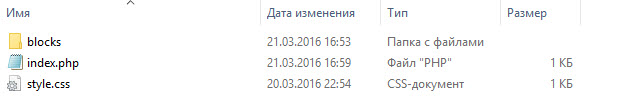 Имя Дата изменения Тип Размер
blocks 21.03.2016 16:53 Папка с файлами
index.php 21.03.2016 16:59 Файл "PHP" 1 КБ
style.css 20.03.2016 22:54 CSS-документ 1 КБ